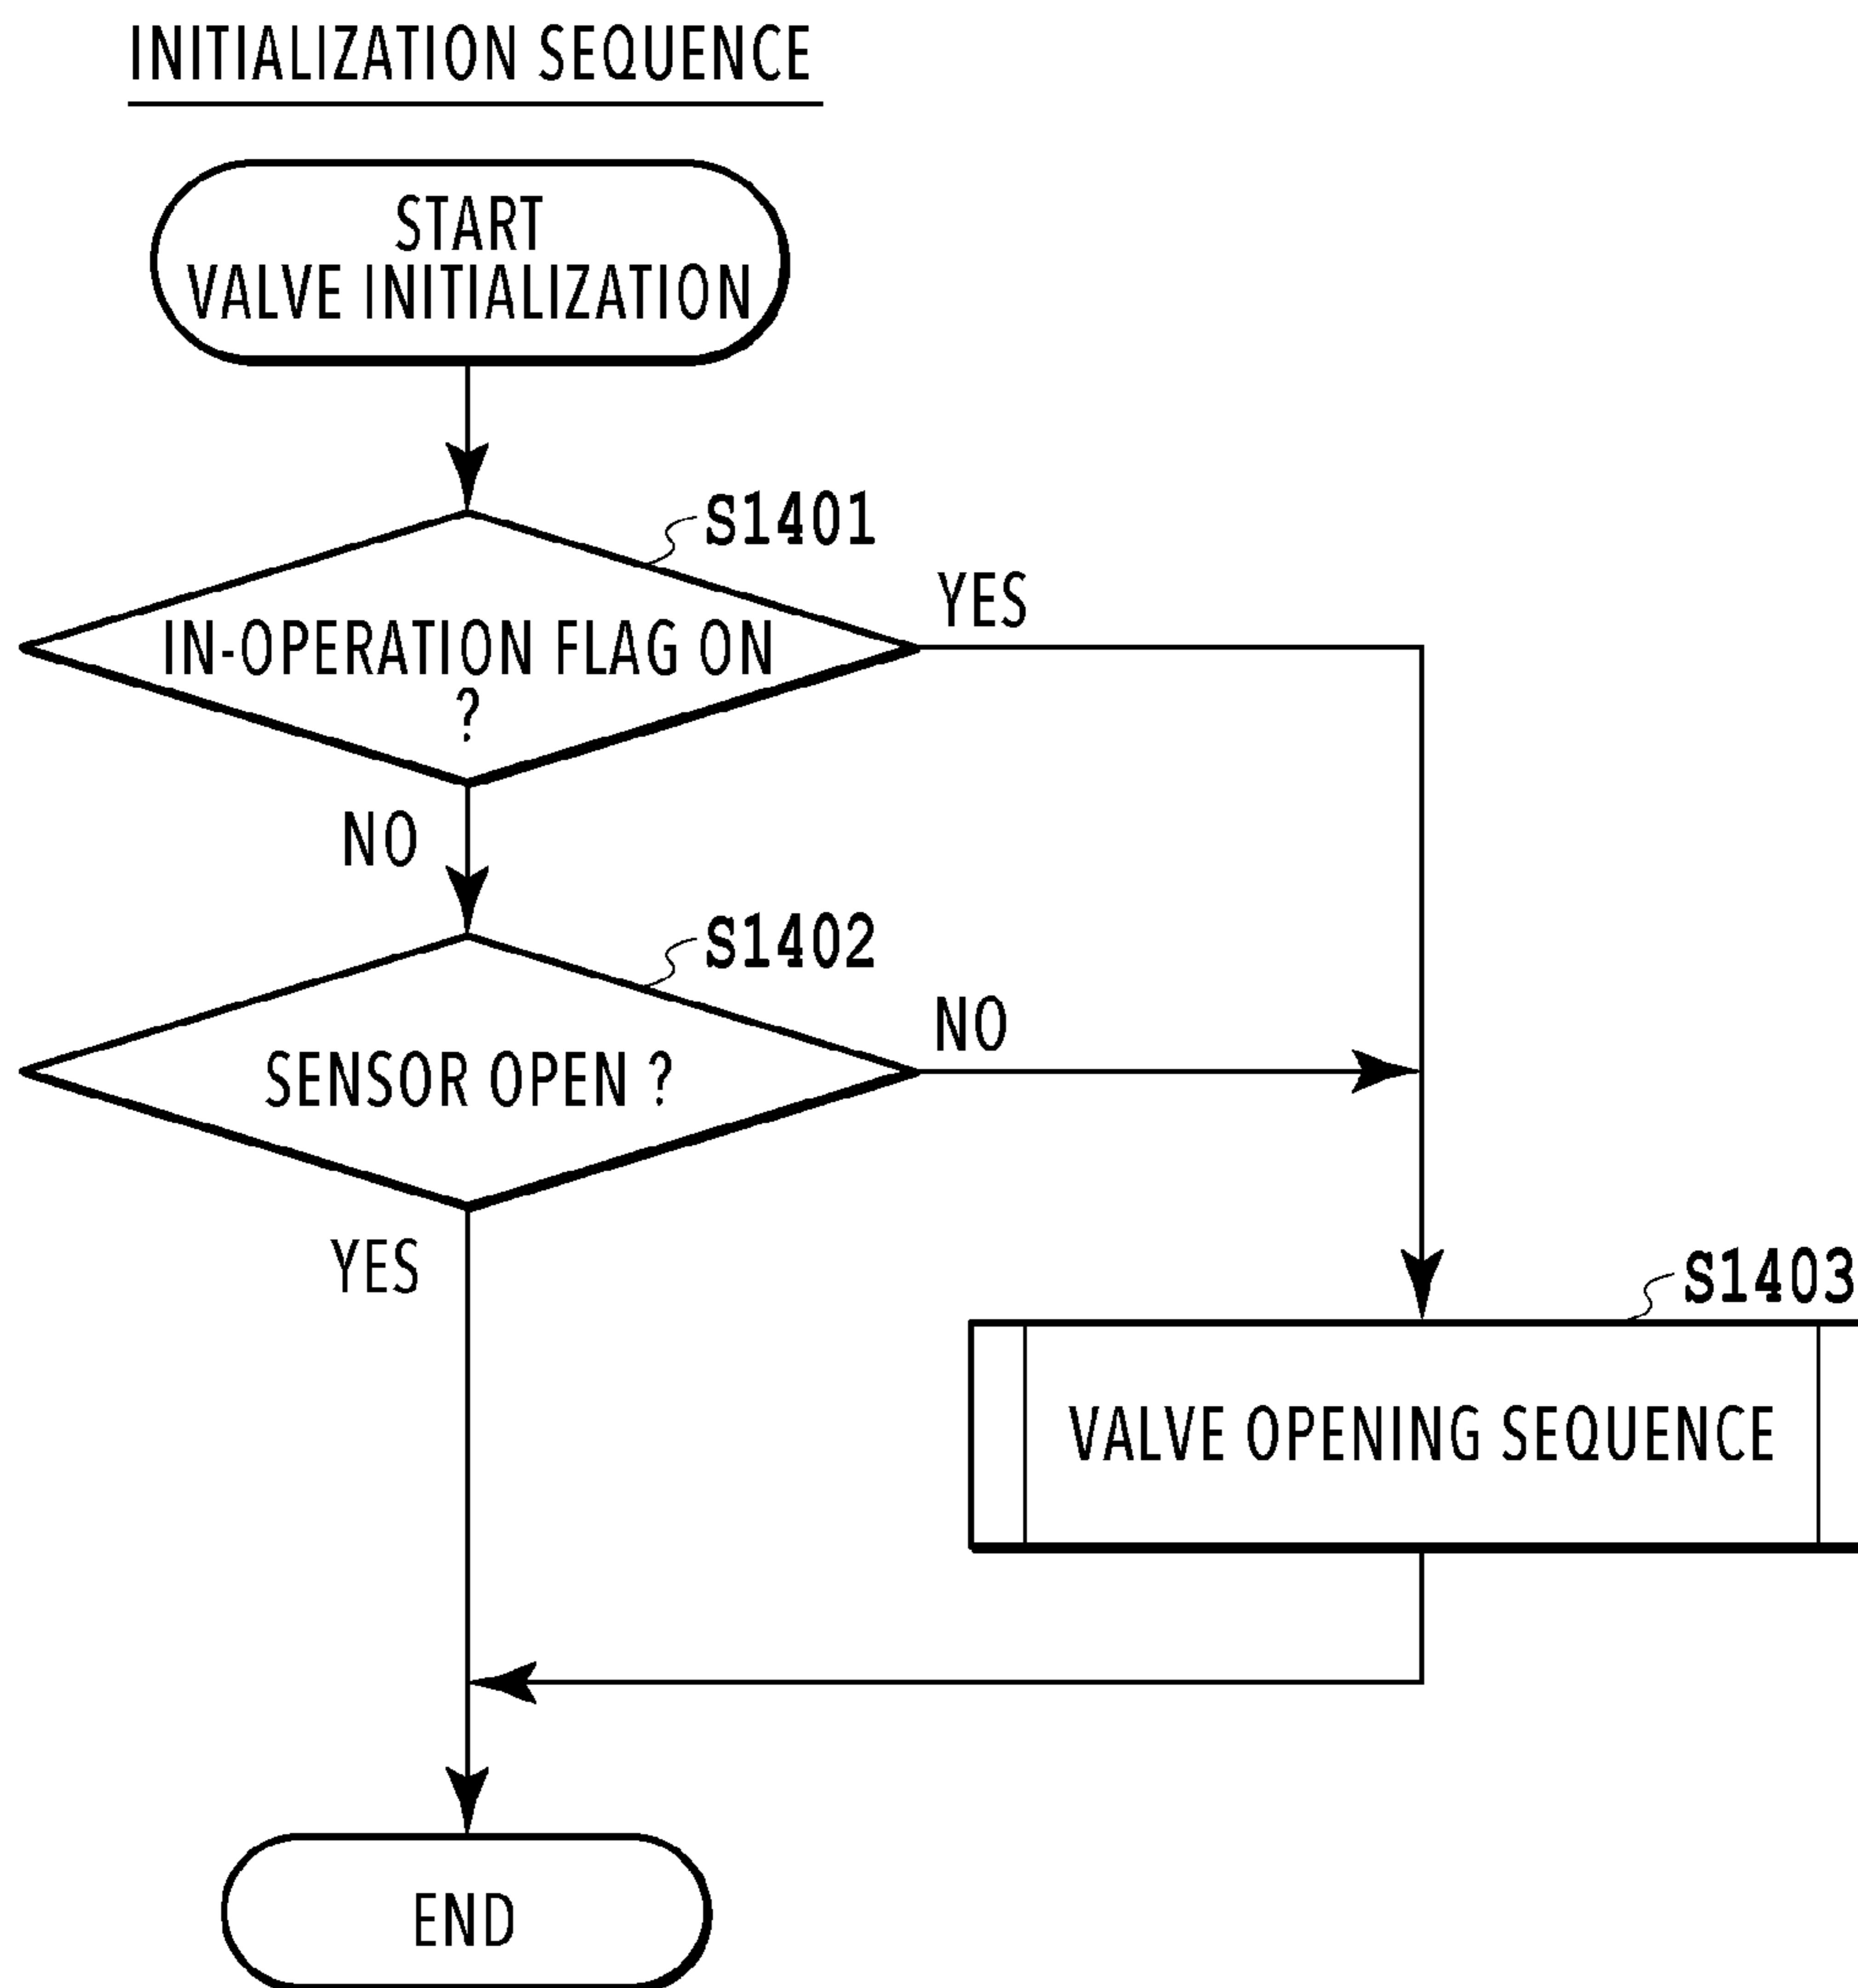 INITIALIZATION SEQUENCE
START
VALVE INITIALIZATION
S1401
YES
IN-OPERATION FLAG ON
?
NO
S1402
NO
SENSOR OPEN ?
YES
S1403
VALVE OPENING SEQUENCE
END